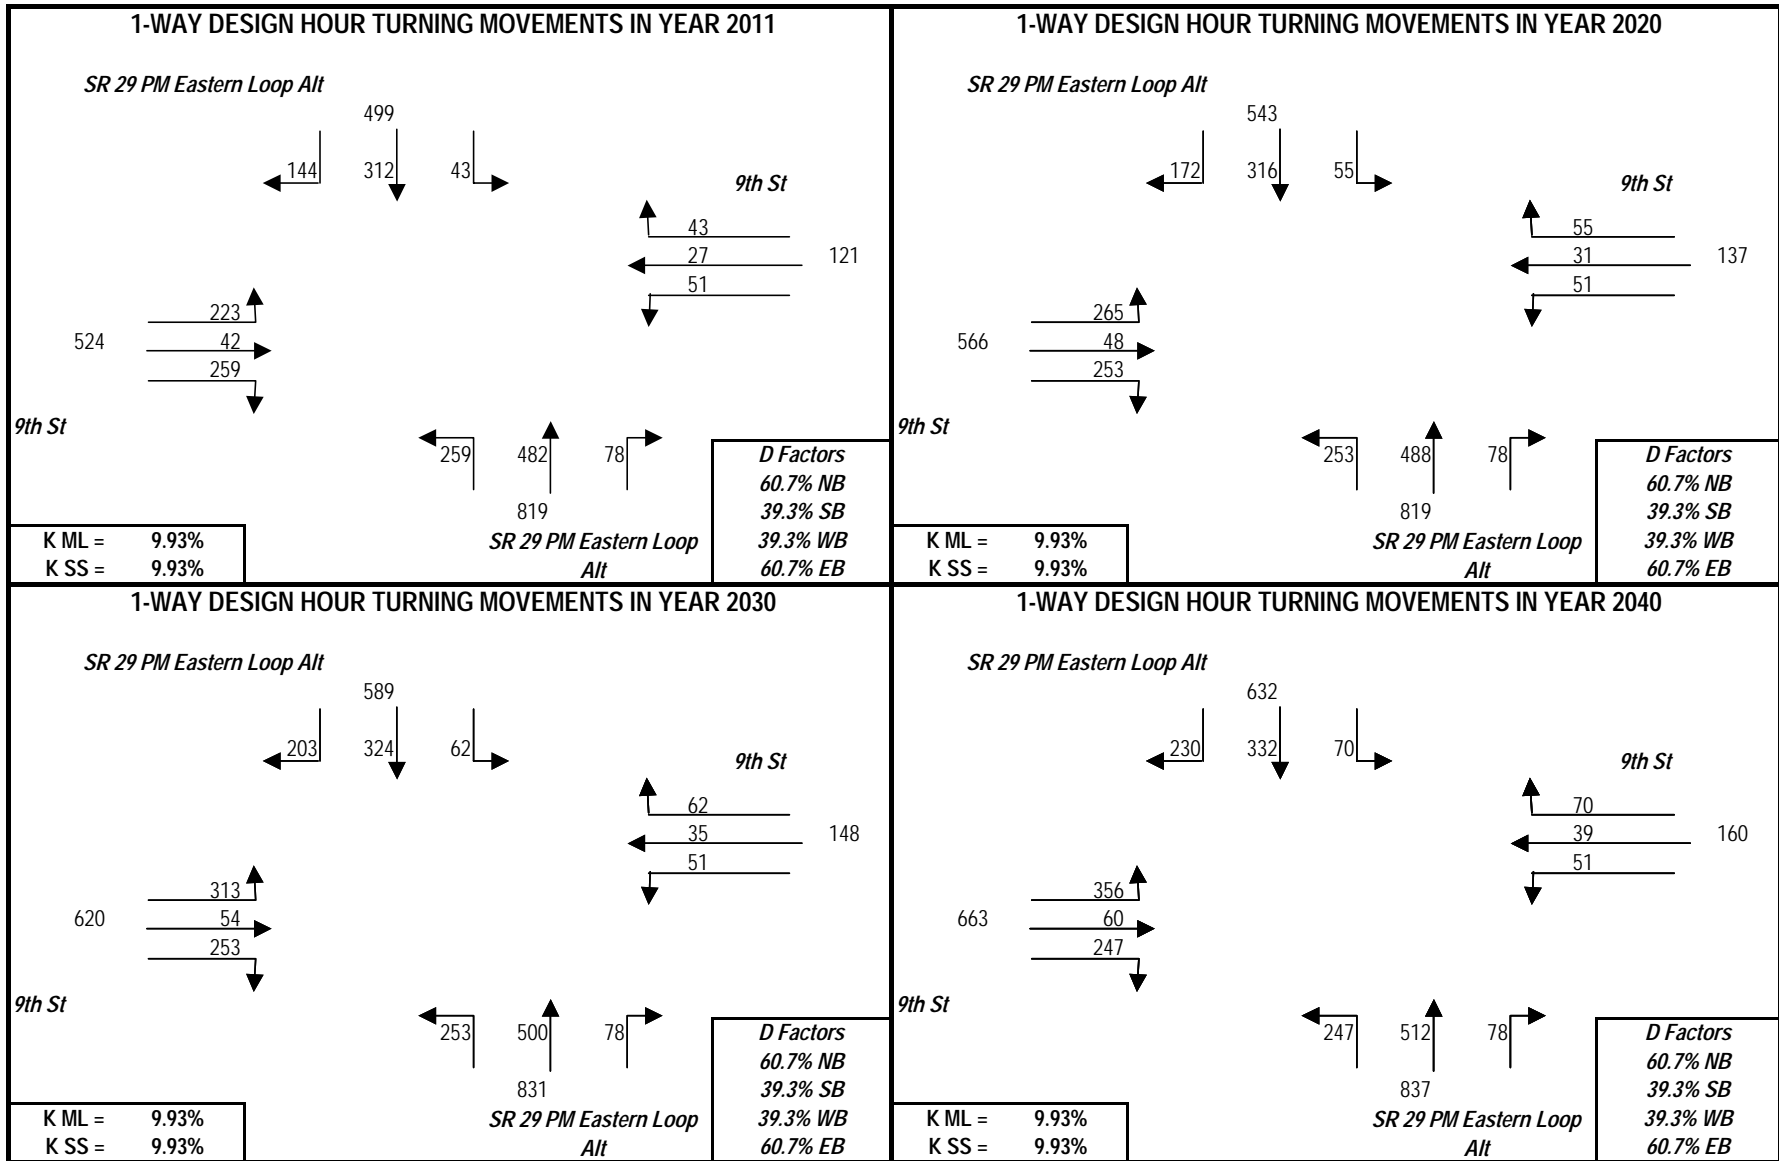 1-WAY DESIGN HOUR TURNING MOVEMENTS IN YEAR 2011
SR 29 PM Eastern Loop Alt
499
144 312 43
9th St
43
27 121
51
223
524 42
259
9th St
259 482 78
819
SR 29 PM Eastern Loop
Alt
D Factors
60.7% NB
39.3% SB
39.3% WB
60.7% EB
K ML = 9.93%
K SS = 9.93%
1-WAY DESIGN HOUR TURNING MOVEMENTS IN YEAR 2020
SR 29 PM Eastern Loop Alt
543
172 316 55
9th St
55
31 137
51
265
566 48
253
9th St
253 488 78
819
SR 29 PM Eastern Loop
Alt
D Factors
60.7% NB
39.3% SB
39.3% WB
60.7% EB
K ML = 9.93%
K SS = 9.93%
1-WAY DESIGN HOUR TURNING MOVEMENTS IN YEAR 2030
SR 29 PM Eastern Loop Alt
589
203 324 62
9th St
62
35 148
51
313
620 54
253
9th St
253 500 78
831
SR 29 PM Eastern Loop
Alt
D Factors
60.7% NB
39.3% SB
39.3% WB
60.7% EB
K ML = 9.93%
K SS = 9.93%
1-WAY DESIGN HOUR TURNING MOVEMENTS IN YEAR 2040
SR 29 PM Eastern Loop Alt
632
230 332 70
9th St
70
39 160
51
356
663 60
247
9th St
247 512 78
837
SR 29 PM Eastern Loop
Alt
D Factors
60.7% NB
39.3% SB
39.3% WB
60.7% EB
K ML = 9.93%
K SS = 9.93%